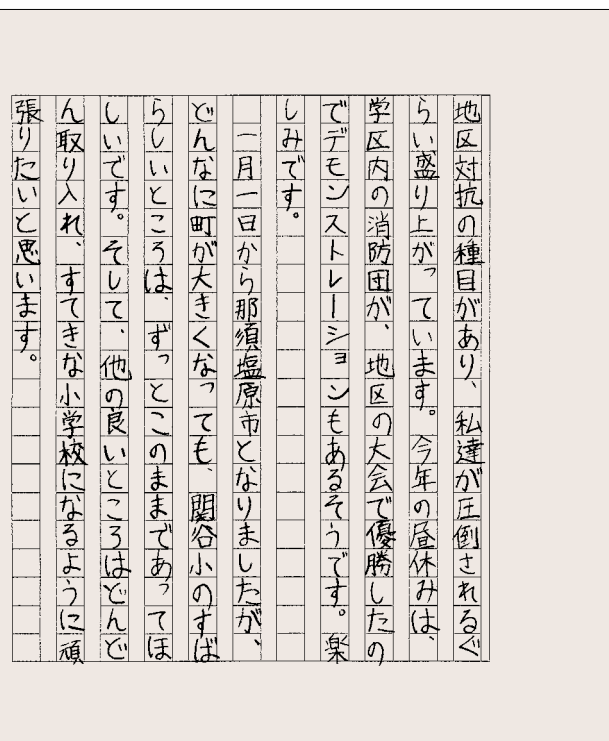 地区対抗の種目があり、私達が圧倒されるぐ
らい盛り上がっています。今年の昼休みは、
学区内の消防団が、地区の大会で優勝したの
でデモンストレーションもあるそうです。楽
しみです。
一月一日から那須塩原市となりましたが、
どんなに町が大きくなっても、関谷小のすば
らしいところは、ずっとこのままであってほ
しいです。そして、他の良いところはどんど
ん取り入れ、すてきな小学校になるように頑
張りたいと思います。